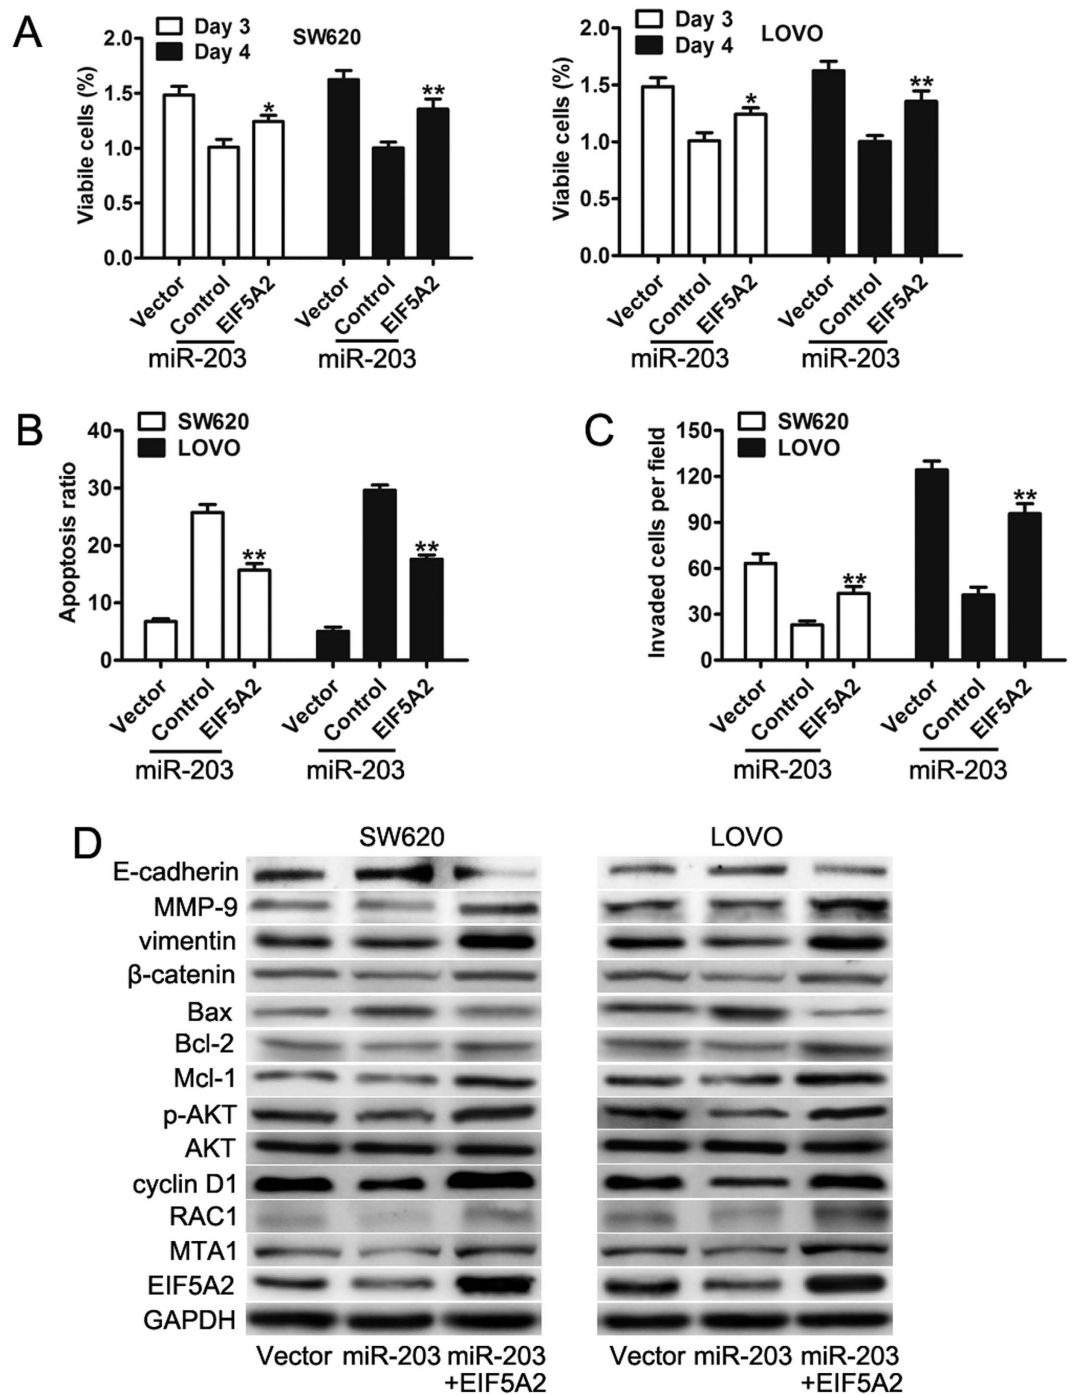 A
Day 3
Day 4
SW620
Viabile cells (%)
2.0
1.5
1.0
0.5
0.0
*
**
Vector
Control
EIF5A2
Vector
Control
EIF5A2
miR-203
miR-203
Day 3
Day 4
LOVO
Viabile cells (%)
2.0
1.5
1.0
0.5
0.0
*
**
Vector
Control
EIF5A2
Vector
Control
EIF5A2
miR-203
miR-203
B
SW620
LOVO
Apoptosis ratio
40
30
20
10
0
**
**
Vector
Control
EIF5A2
Vector
Control
EIF5A2
miR-203
miR-203
C
SW620
LOVO
Invaded cells per field
150
120
90
60
30
0
**
**
Vector
Control
EIF5A2
Vector
Control
EIF5A2
miR-203
miR-203
D
SW620
LOVO
E-cadherin
MMP-9
vimentin
β-catenin
Bax
Bcl-2
Mcl-1
p-AKT
AKT
cyclin D1
RAC1
MTA1
EIF5A2
GAPDH
Vector miR-203 miR-203
+EIF5A2
Vector miR-203 miR-203
+EIF5A2